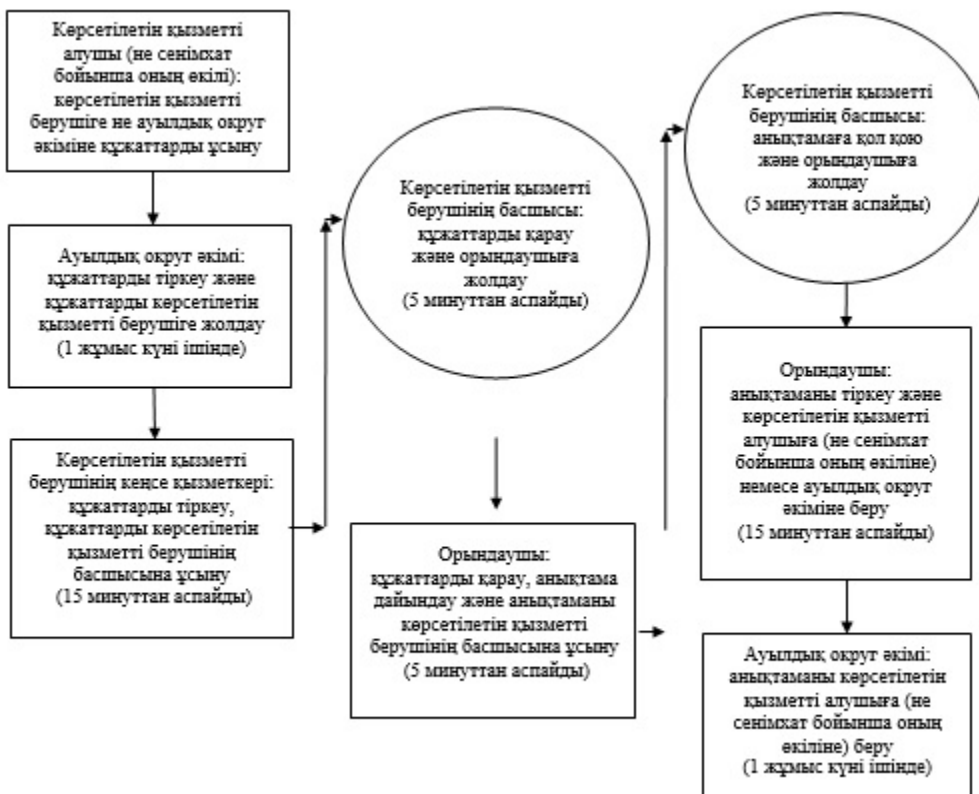 Көрсетілетін қызметті
алушы (не сенімхат
бойынша оның өкілі):
көрсетілетін қызметті
берушіге не ауылдық округ
әкіміне құжаттарды ұсыну
Ауылдық округ әкімі:
құжаттарды тіркеу және
құжаттарды көрсетілетін
қызметті берушіге жолдау
(1 жұмыс күні ішінде)
Көрсетілетін қызметті
берушінің кеңсе қызметкері:
құжаттарды тіркеу,
құжаттарды көрсетілетін
қызметті берушінің
басшысына ұсыну
(15 минуттан аспайды)
Көрсетілетін қызметті
берушінің басшысы:
құжаттарды қарау
және орындаушыға
жолдау
(5 минуттан аспайды)
Орындаушы:
құжаттарды қарау, анықтама
дайындау және анықтаманы
көрсетілетін қызметті
берушінің басшысына ұсыну
(5 минуттан аспайды)
Көрсетілетін қызметті
берушінің басшысы:
анықтамаға қол қою
және орындаушыға
жолдау
(5 минуттан аспайды)
Орындаушы:
анықтаманы тіркеу және
көрсетілетін қызметті
алушыға (не сенімхат
бойынша оның өкіліне)
немесе ауылдық округ
әкіміне беру
(15 минуттан аспайды)
Ауылдық округ әкімі:
анықтаманы көрсетілетін
қызметті алушыға (не
сенімхат бойынша оның
өкіліне) беру
(1 жұмыс күні ішінде)